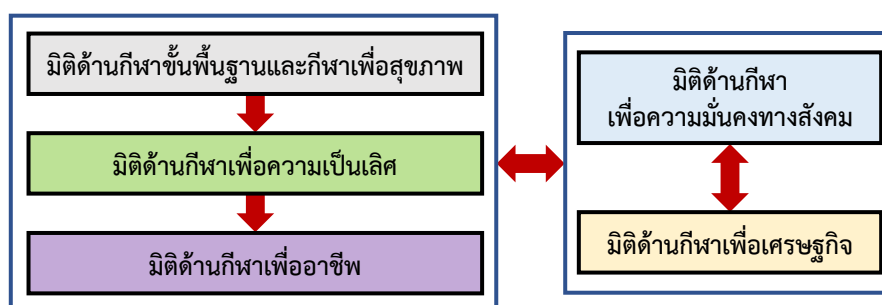 มิติด้านกีฬาขั้นพื้นฐานและกีฬาเพื่อสุขภาพ
มิติด้านกีฬาเพื่อความเป็นเลิศ
มิติด้านกีฬาเพื่ออาชีพ
มิติด้านกีฬา
เพื่อความมั่นคงทางสังคม
มิติด้านกีฬาเพื่อเศรษฐกิจ